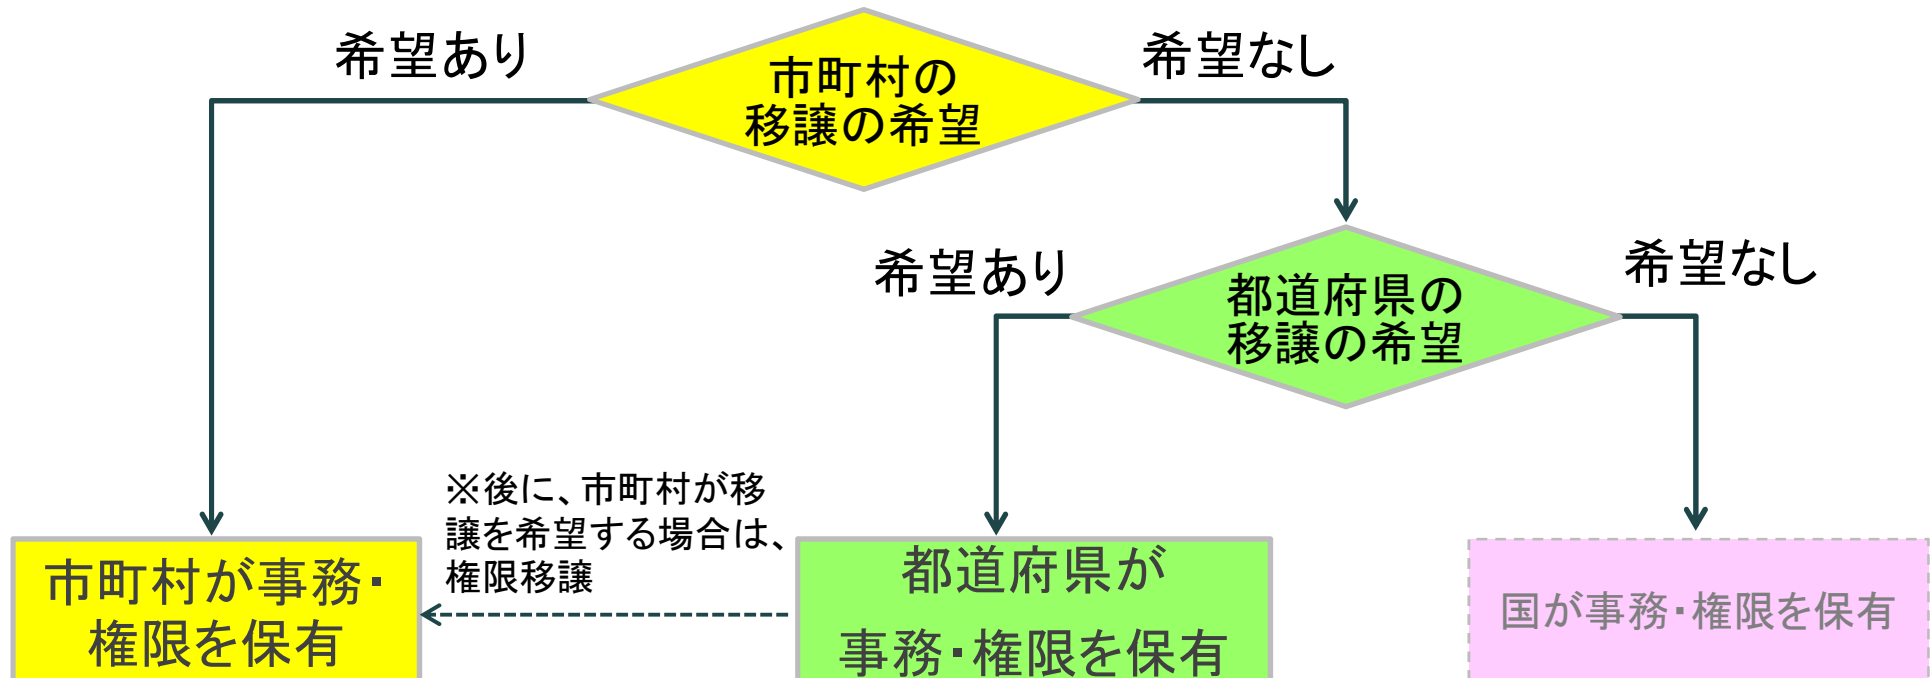 希望あり
市町村の
移譲の希望
希望なし
希望あり
都道府県の
移譲の希望
希望なし
※後に、市町村が移
譲を希望する場合は、
権限移譲
市町村が事務・
権限を保有
都道府県が
事務・権限を保有
国が事務・権限を保有